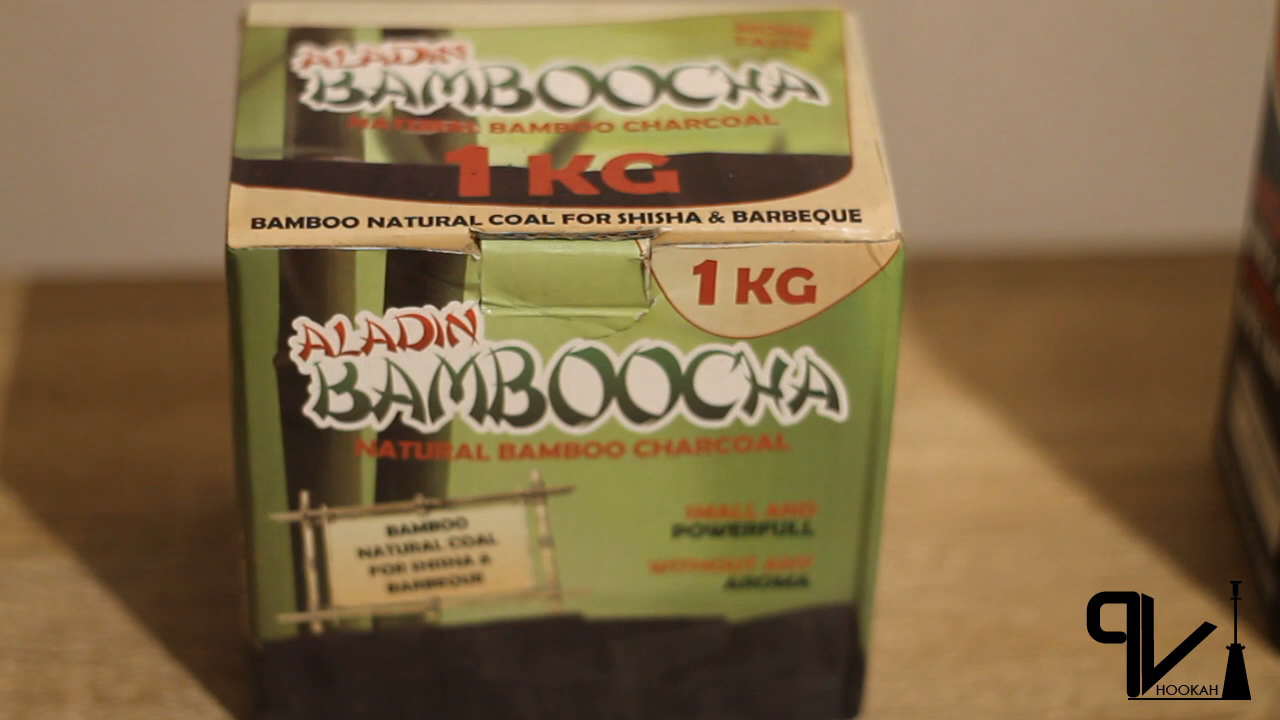 ALADIN
BAMBOOCHA
NATURAL BAMBOO CHARCOAL
1 KG
BAMBOO NATURAL COAL FOR SHISHA & BARBEQUE
1 KG
ALADIN
BAMBOOCHA
NATURAL BAMBOO CHARCOAL
BAMBOO
NATURAL COAL
FOR SHISHA &
BARBEQUE
SMALL AND
POWERFULL
WITHOUT ANY
AROMA
HOOKAH